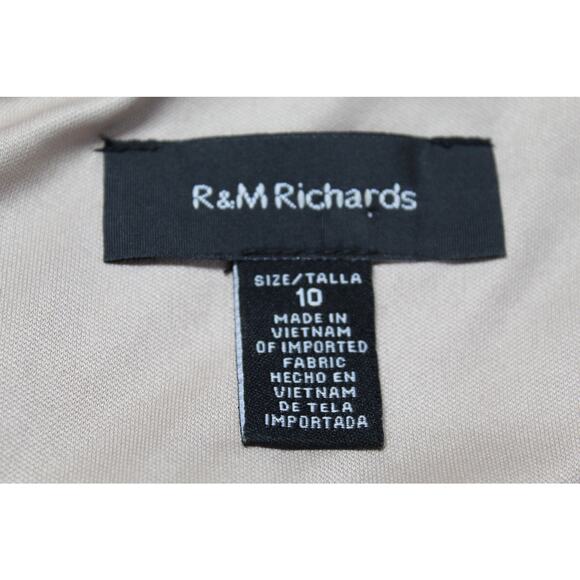 R&M Richards
SIZE/TALLA
10
MADE IN
VIETNAM
OF IMPORTED
FABRIC
HECHO EN
VIETNAM
DE TELA
IMPORTADA